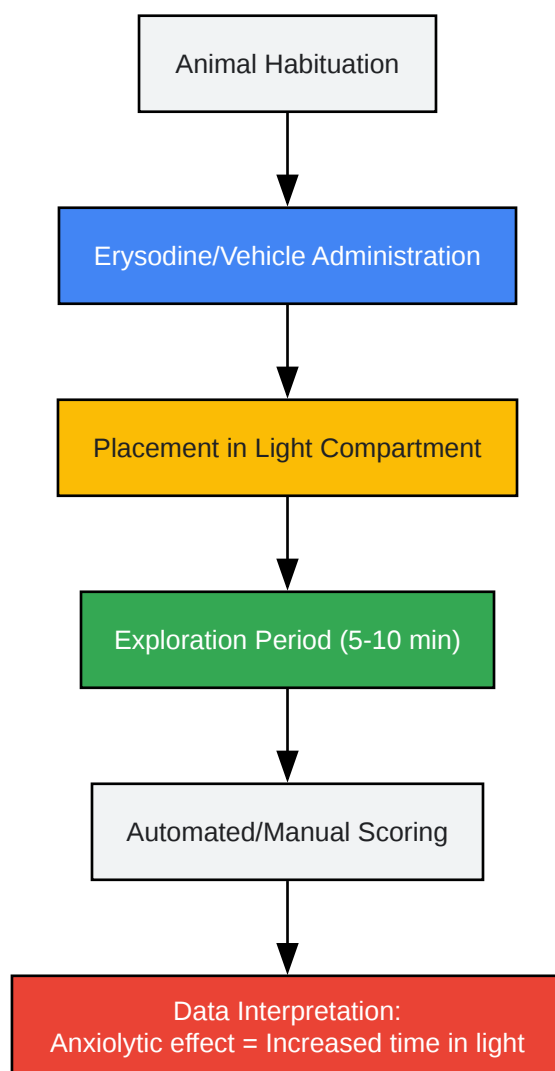 Animal Habituation
Erysodine/Vehicle Administration
Placement in Light Compartment
Exploration Period (5-10 min)
Automated/Manual Scoring
Data Interpretation:
Anxiolytic effect = Increased time in light